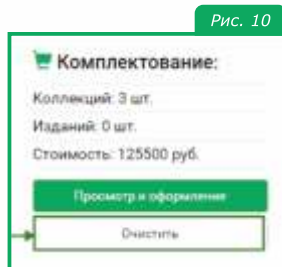 Рис. 10
Комплектование:
Коллекций: 3 шт.
Изданий: 0 шт.
Стоимость: 125500 руб.
Просмотр и оформление
Очистить